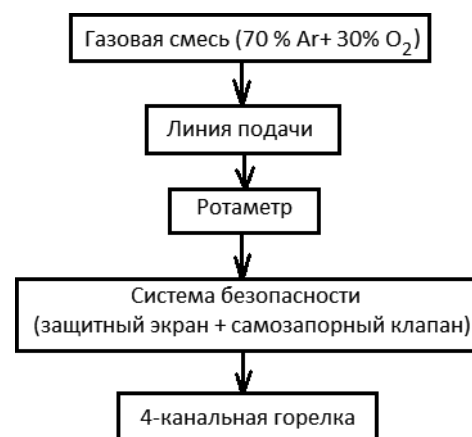 Газовая смесь (70 % Ar+ 30% O₂)
Линия подачи
Ротаметр
Система безопасности
(защитный экран + самозапорный клапан)
4-канальная горелка